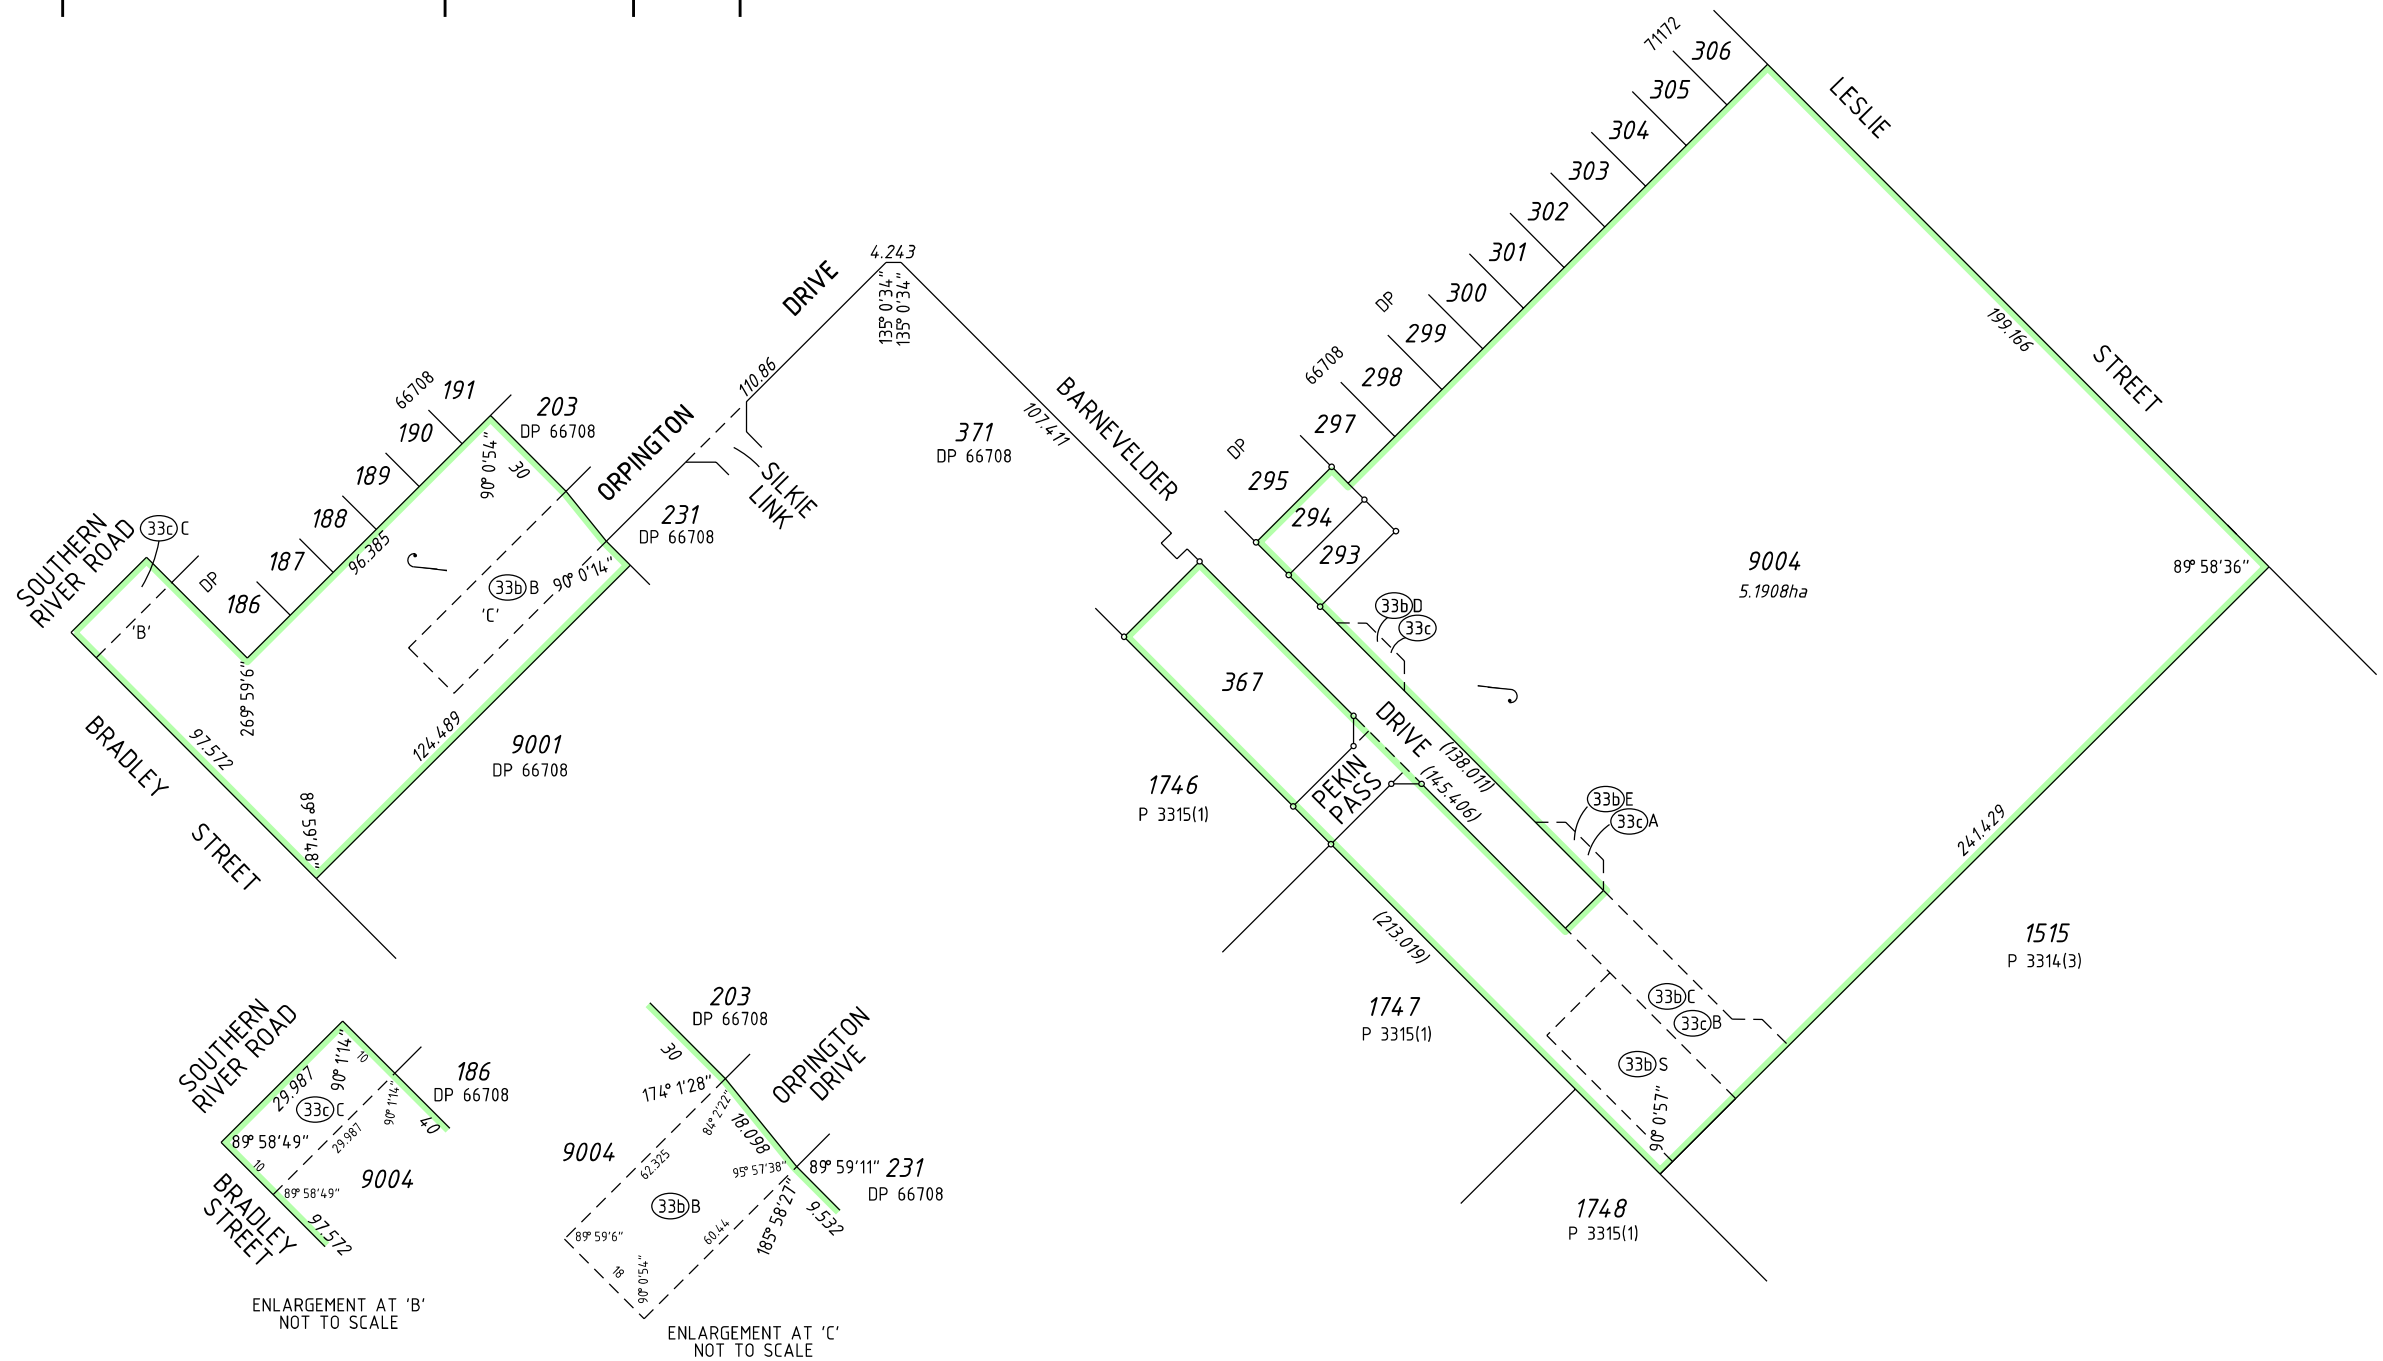 71172
306
305
304
303
302
301
300
299
298
297
DP
66708
DP
295
294
293
LESLIE
STREET
199.166
9004
5.1908ha
89° 58'36"
241.429
1515
P 3314(3)
4.243
135° 0'34"
135° 0'34"
DRIVE
110.86
ORPINGTON
SILKIE
LINK
371
DP 66708
BARNEVELDER
107.411
DRIVE
66708
191
190
189
188
187
186
DP
203
DP 66708
90° 0'54"
30
96.385
231
DP 66708
33b B
'C'
90° 0'14"
SOUTHERN
RIVER ROAD
33c C
'B'
269° 59'6"
97.572
BRADLEY
STREET
89° 59'48"
124.489
9001
DP 66708
33b D
33c
367
PEKIN
PASS
(138.011)
(145.406)
33b E
33c A
1746
P 3315(1)
(213.019)
1747
P 3315(1)
33b C
33c B
33b S
90° 0'57"
1748
P 3315(1)
SOUTHERN
RIVER ROAD
29.987
90° 1'14"
10
33c C
90° 1'14"
29.987
186
DP 66708
40
89° 58'49"
10
89° 58'49"
9004
BRADLEY
STREET
97.572
ENLARGEMENT AT 'B'
NOT TO SCALE
203
DP 66708
30
ORPINGTON
DRIVE
174° 1'28"
84° 2'22"
18.098
9004
62.325
95° 57'38"
89° 59'11"
231
DP 66708
33b B
185° 58'27"
9.532
60.44
89° 59'6"
18
90° 0'54"
ENLARGEMENT AT 'C'
NOT TO SCALE